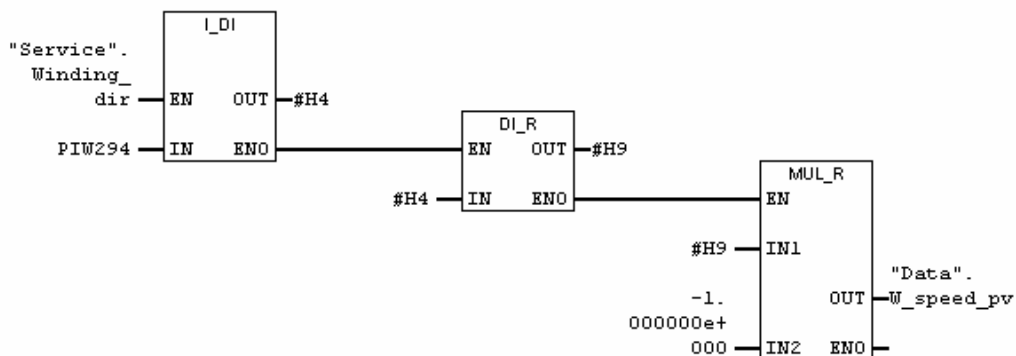 I_DI
"Service".
Winding_
dir EN OUT #H4
PIW294 IN ENO
DI_R
EN OUT #H9
#H4 IN ENO
MUL_R
EN
#H9 IN1
"Data".
-1. OUT W_speed_pv
000000e+
000 IN2 ENO